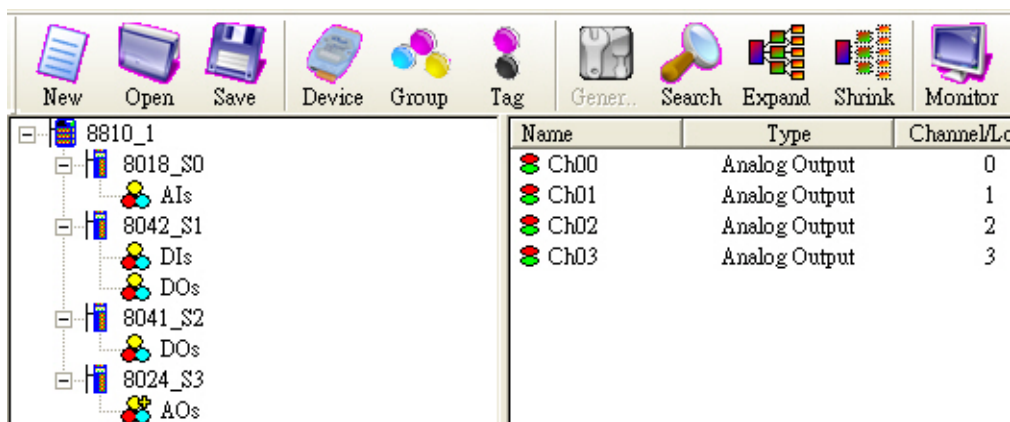 New Open Save Device Group Tag Gener.. Search Expand Shrink Monitor
8810_1
8018_S0
AIs
8042_S1
DIs
DOs
8041_S2
DOs
8024_S3
AOs
Name Type Channel/Lo
Ch00 Analog Output 0
Ch01 Analog Output 1
Ch02 Analog Output 2
Ch03 Analog Output 3